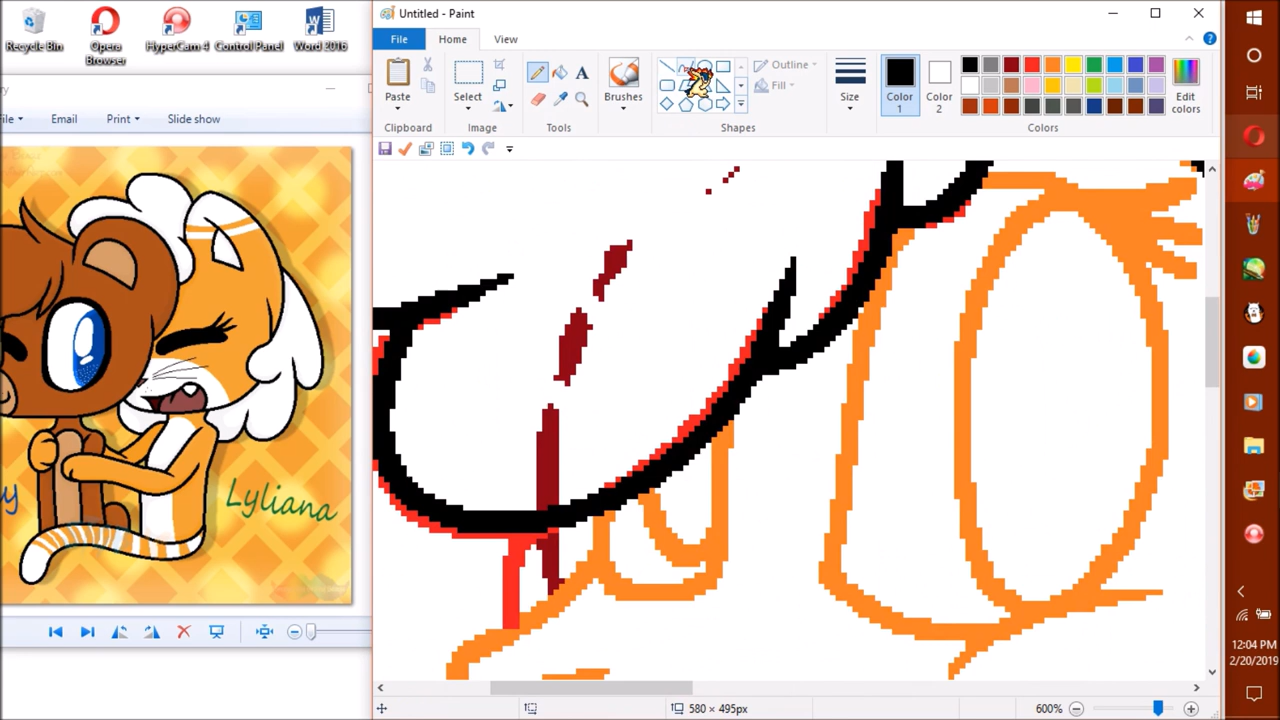 Recycle Bin
Opera Browser
HyperCam 4
Control Panel
Word 2016
Email
Print
Slide show
Lyliana
Untitled - Paint
File
Home
View
Paste
Select
Brushes
Outline
Fill
Size
Color 1
Color 2
Edit colors
Clipboard
Image
Tools
Shapes
Colors
580 × 495px
600%
12:04 PM
2/20/2019